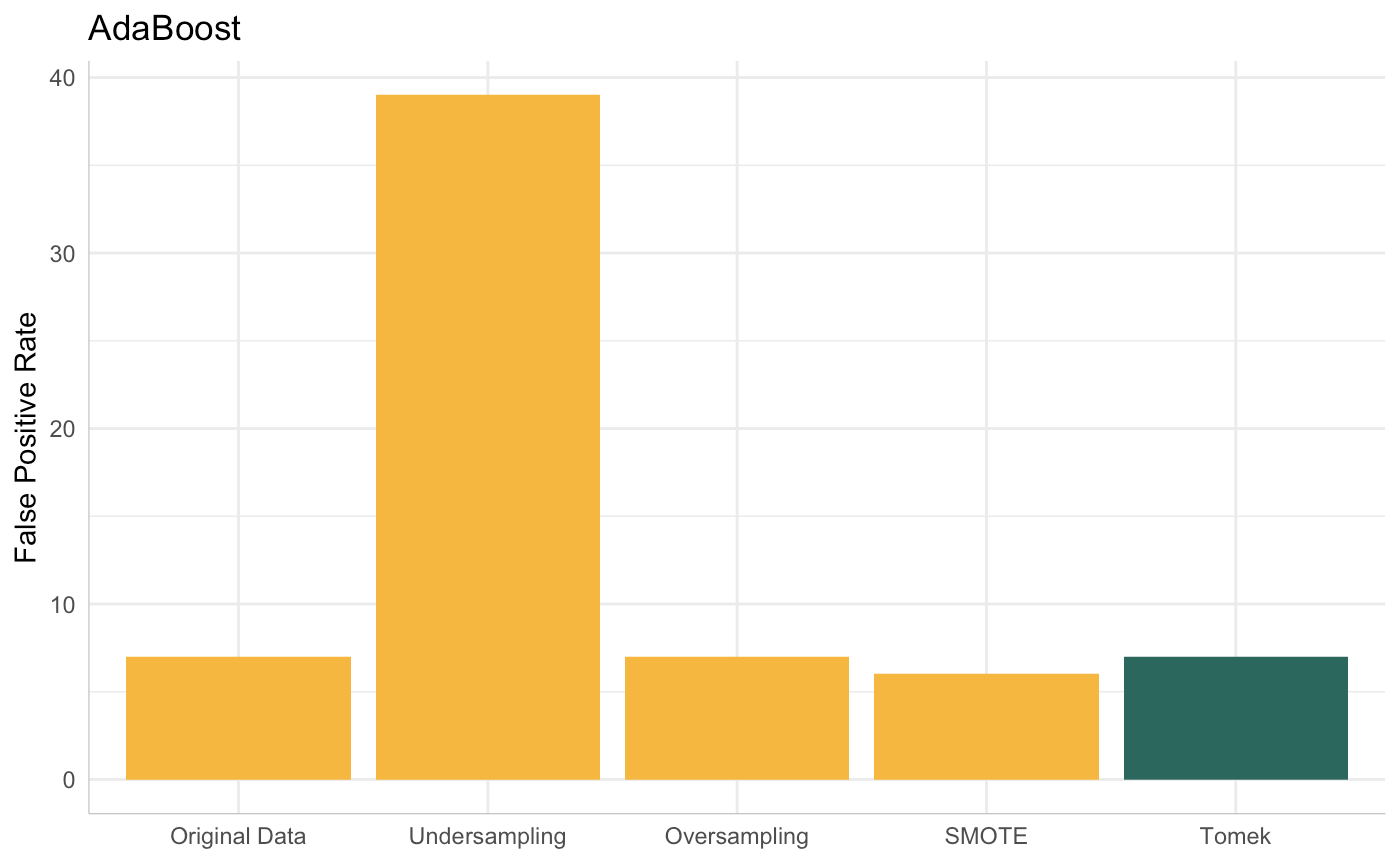 AdaBoost
False Positive Rate
40
30
20
10
0
Original Data
Undersampling
Oversampling
SMOTE
Tomek